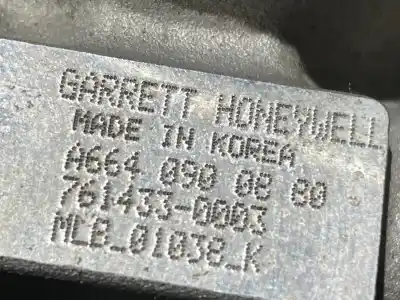 GARRETT HONEYWELL
MADE IN KOREA
A664 090 08 80
761433-0003
MLB_01038_K